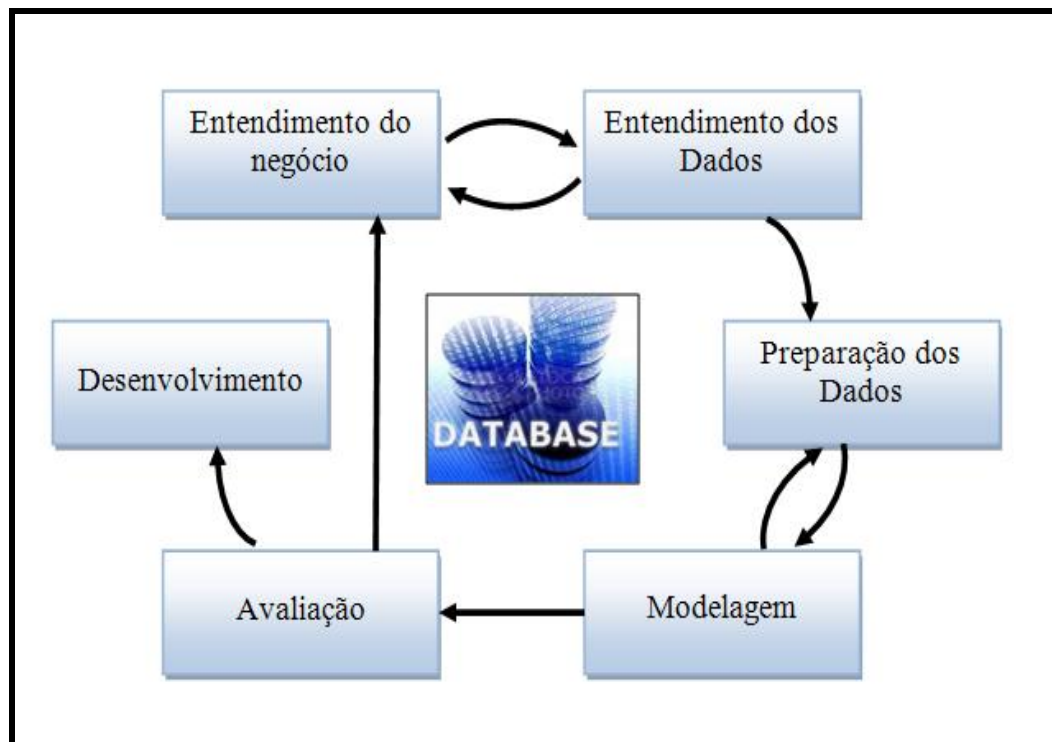 Entendimento do
negócio
Entendimento dos
Dados
Desenvolvimento
DATABASE
Preparação dos
Dados
Avaliação
Modelagem